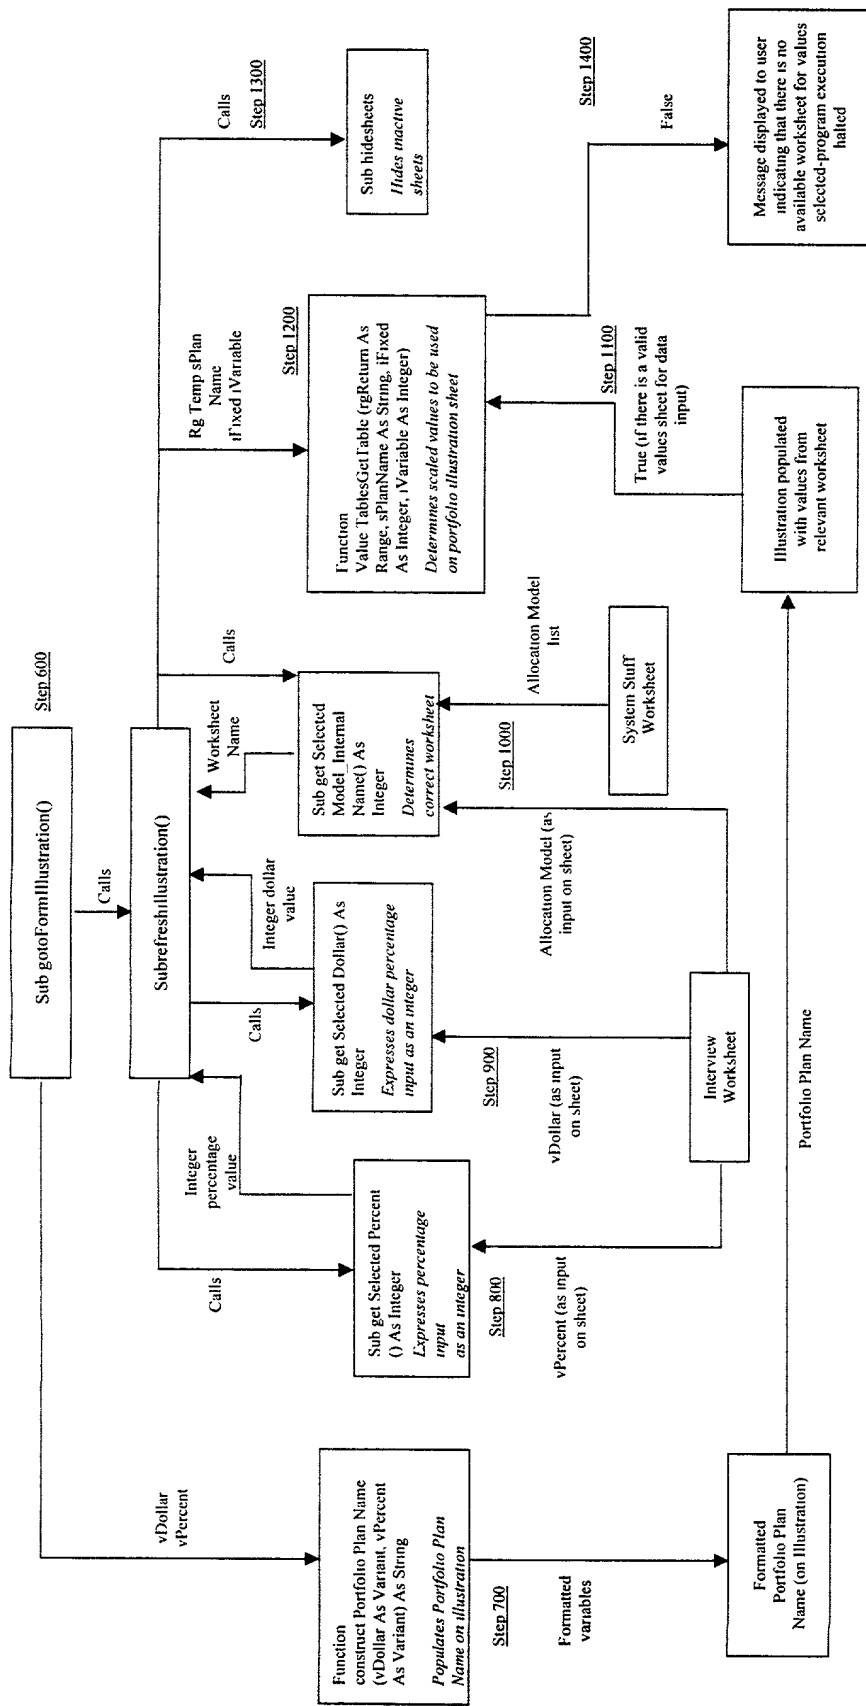 Sub gotoFormIllustration()
Step 600
Calls
vDollar
vPercent
Subrefreshillustration()
Calls
Integer
percentage
value
Calls
Integer dollar
value
Worksheet
Name
Calls
Rg Temp sPlan
Name
iFixed iVariable
Calls
Step 1300
Function
construct Portfolio Plan Name
(vDollar As Variant, vPercent
As Variant) As String
Populates Portfolio Plan
Name on illustration
Step 700
Sub get Selected Percent
() As Integer
Expresses percentage
input
as an integer
Step 800
Sub get Selected Dollar() As
Integer
Expresses dollar percentage
input as an integer
Step 900
Sub get Selected
Model_Internal
Name() As
Integer
Determines
correct worksheet
Step 1000
Step 1200
Function
Value TablesGetTable (rgReturn As
Range, sPlanName As String, iFixed
As Integer, iVariable As Integer)
Determines scaled values to be used
on portfolio illustration sheet
Sub hidesheets
Hides inactive
sheets
Formatted
variables
vPercent (as input
on sheet)
vDollar (as input
on sheet)
Allocation Model (as
input on sheet)
Allocation Model
list
System Stuff
Worksheet
Step 1100
True (if there is a valid
values sheet for data
input)
Step 1400
False
Formatted
Portfolio Plan
Name (on Illustration)
Interview
Worksheet
Portfolio Plan Name
Illustration populated
with values from
relevant worksheet
Message displayed to user
indicating that there is no
available worksheet for values
selected-program execution
halted